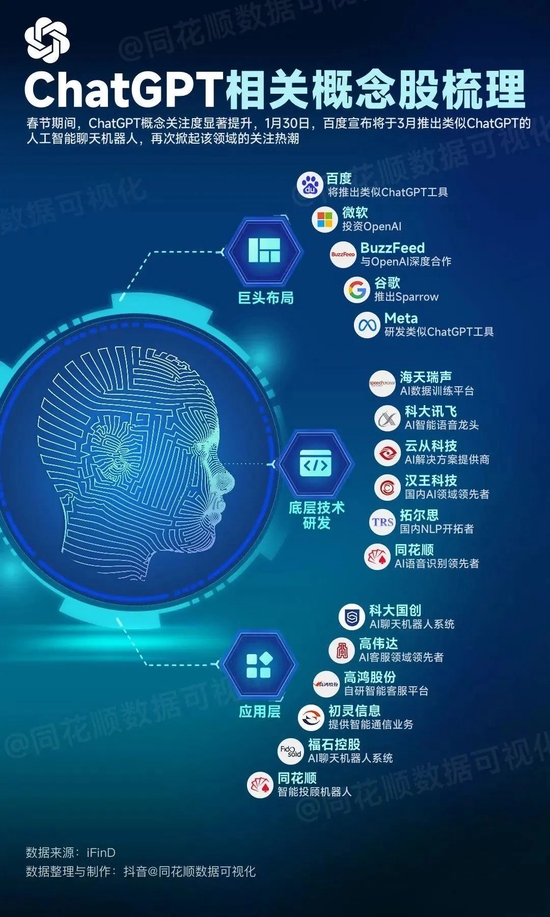 ChatGPT相关概念股梳理
春节期间，ChatGPT概念关注度显著提升，1月30日，百度宣布将于3月推出类似ChatGPT的
人工智能聊天机器人，再次掀起该领域的关注热潮
巨头布局
百度
将推出类似ChatGPT工具
微软
投资OpenAI
BuzzFeed
BuzzFeed
与OpenAI深度合作
谷歌
推出Sparrow
Meta
研发类似ChatGPT工具
底层技术
研发
海天瑞声
AI数据训练平台
科大讯飞
AI智能语音龙头
云从科技
AI解决方案提供商
汉王科技
国内AI领域领先者
TRS
拓尔思
国内NLP开拓者
同花顺
AI语音识别领先者
应用层
科大国创
AI聊天机器人系统
高伟达
AI客服领域领先者
高鸿股份
自研智能客服平台
初灵信息
提供智能通信业务
福石控股
AI聊天机器人系统
同花顺
智能投顾机器人
数据来源：iFinD
数据整理与制作：抖音@同花顺数据可视化
@同花顺数据可视化